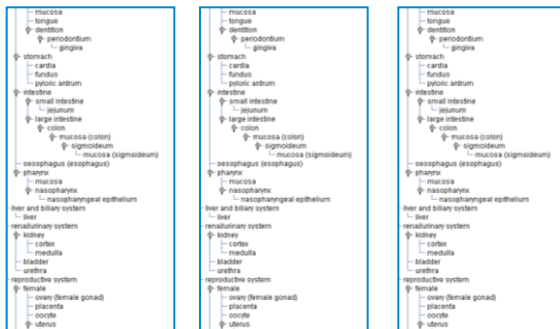 mucosa
tongue
dentition
periodontium
gingiva
stomach
cardia
fundus
pyloric antrum
intestine
small intestine
jejunum
large intestine
colon
mucosa (colon)
sigmoideum
mucosa (sigmoideum)
oesophagus (esophagus)
pharynx
mucosa
nasopharynx
nasopharyngeal epithelium
liver and biliary system
liver
renal/urinary system
kidney
cortex
medulla
bladder
urethra
reproductive system
female
ovary (female gonad)
placenta
oocyte
uterus
mucosa
tongue
dentition
periodontium
gingiva
stomach
cardia
fundus
pyloric antrum
intestine
small intestine
jejunum
large intestine
colon
mucosa (colon)
sigmoideum
mucosa (sigmoideum)
oesophagus (esophagus)
pharynx
mucosa
nasopharynx
nasopharyngeal epithelium
liver and biliary system
liver
renal/urinary system
kidney
cortex
medulla
bladder
urethra
reproductive system
female
ovary (female gonad)
placenta
oocyte
uterus
mucosa
tongue
dentition
periodontium
gingiva
stomach
cardia
fundus
pyloric antrum
intestine
small intestine
jejunum
large intestine
colon
mucosa (colon)
sigmoideum
mucosa (sigmoideum)
oesophagus (esophagus)
pharynx
mucosa
nasopharynx
nasopharyngeal epithelium
liver and biliary system
liver
renal/urinary system
kidney
cortex
medulla
bladder
urethra
reproductive system
female
ovary (female gonad)
placenta
oocyte
uterus